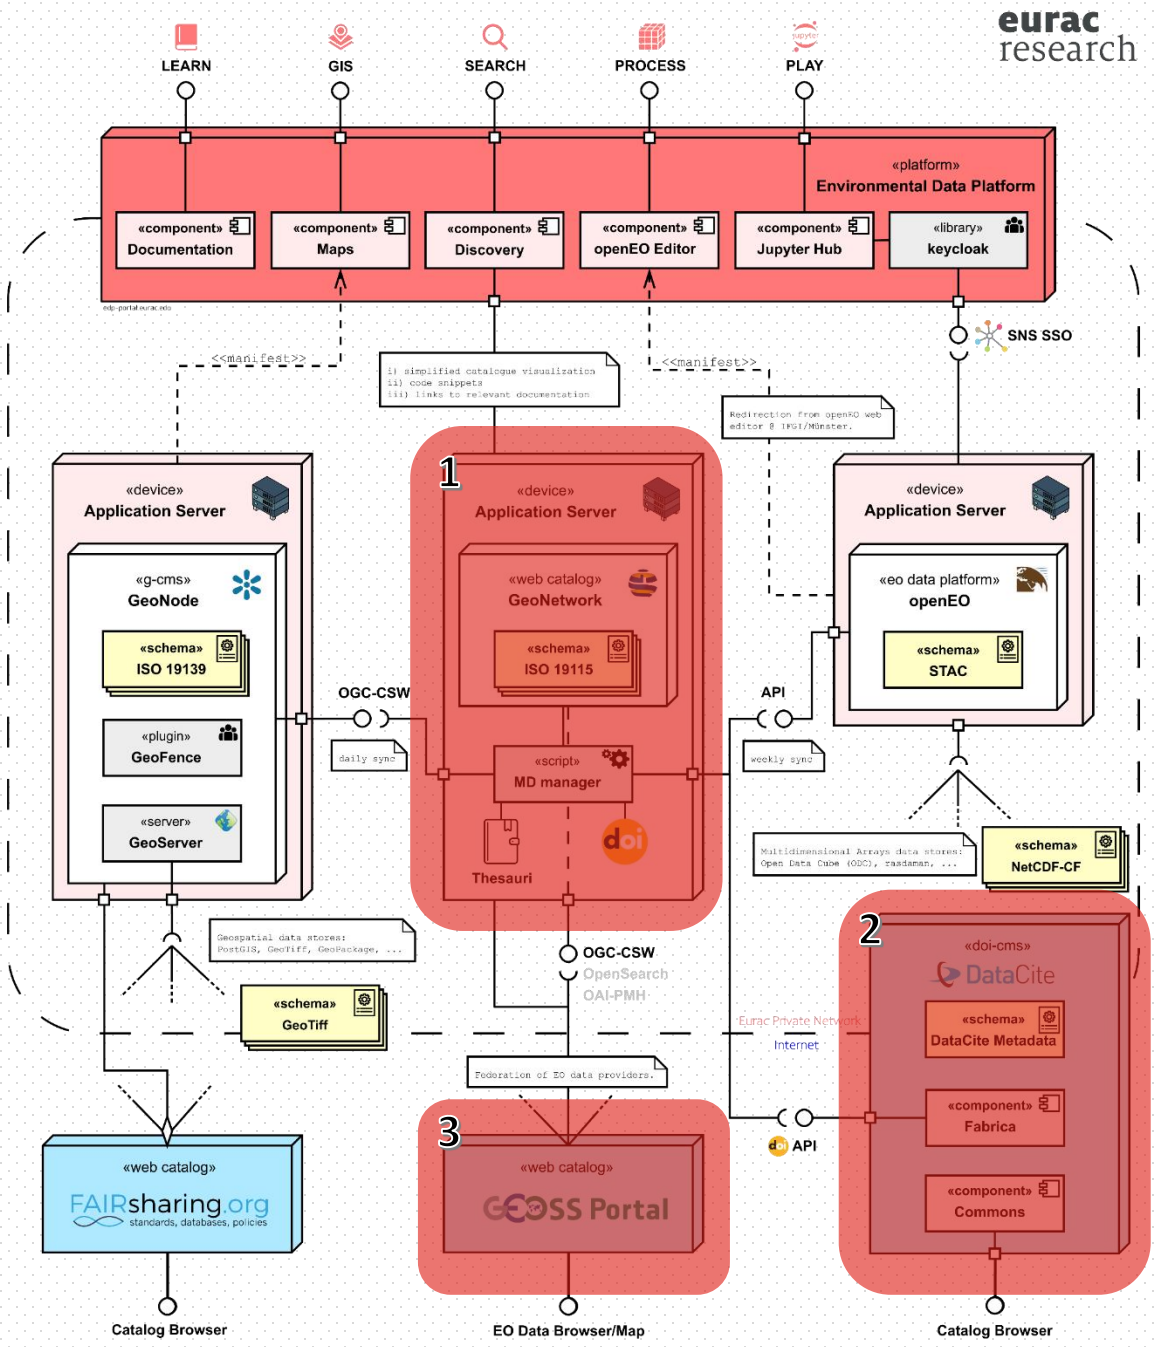 eurac
research
LEARN
GIS
SEARCH
PROCESS
jupyter
PLAY
«platform»
Environmental Data Platform
«component»
Documentation
«component»
Maps
«component»
Discovery
«component»
openEO Editor
«component»
Jupyter Hub
«library»
keycloak
edp-portal.eurac.edu
SNS SSO
<<manifest>>
<<manifest>>
i) simplified catalogue visualization
ii) code snippets
iii) links to relevant documentation
Redirection from openEO web
editor @ IFGI/Münster.
«device»
Application Server
«g-cms»
GeoNode
«schema»
ISO 19139
«plugin»
GeoFence
«server»
GeoServer
OGC-CSW
daily sync
1
«device»
Application Server
«web catalog»
GeoNetwork
«schema»
ISO 19115
«script»
MD manager
Thesauri
doi
API
weekly sync
«device»
Application Server
«eo data platform»
openEO
«schema»
STAC
Multidimensional Arrays data stores:
Open Data Cube (ODC), rasdaman, ...
«schema»
NetCDF-CF
Geospatial data stores:
PostGIS, GeoTiff, GeoPackage, ...
«schema»
GeoTiff
OGC-CSW
OpenSearch
OAI-PMH
Eurac Private Network
Internet
Federation of EO data providers.
2
«doi-cms»
DataCite
«schema»
DataCite Metadata
«component»
Fabrica
«component»
Commons
doi API
«web catalog»
FAIRsharing.org
standards, databases, policies
3
«web catalog»
GEOSS Portal
Catalog Browser
EO Data Browser/Map
Catalog Browser